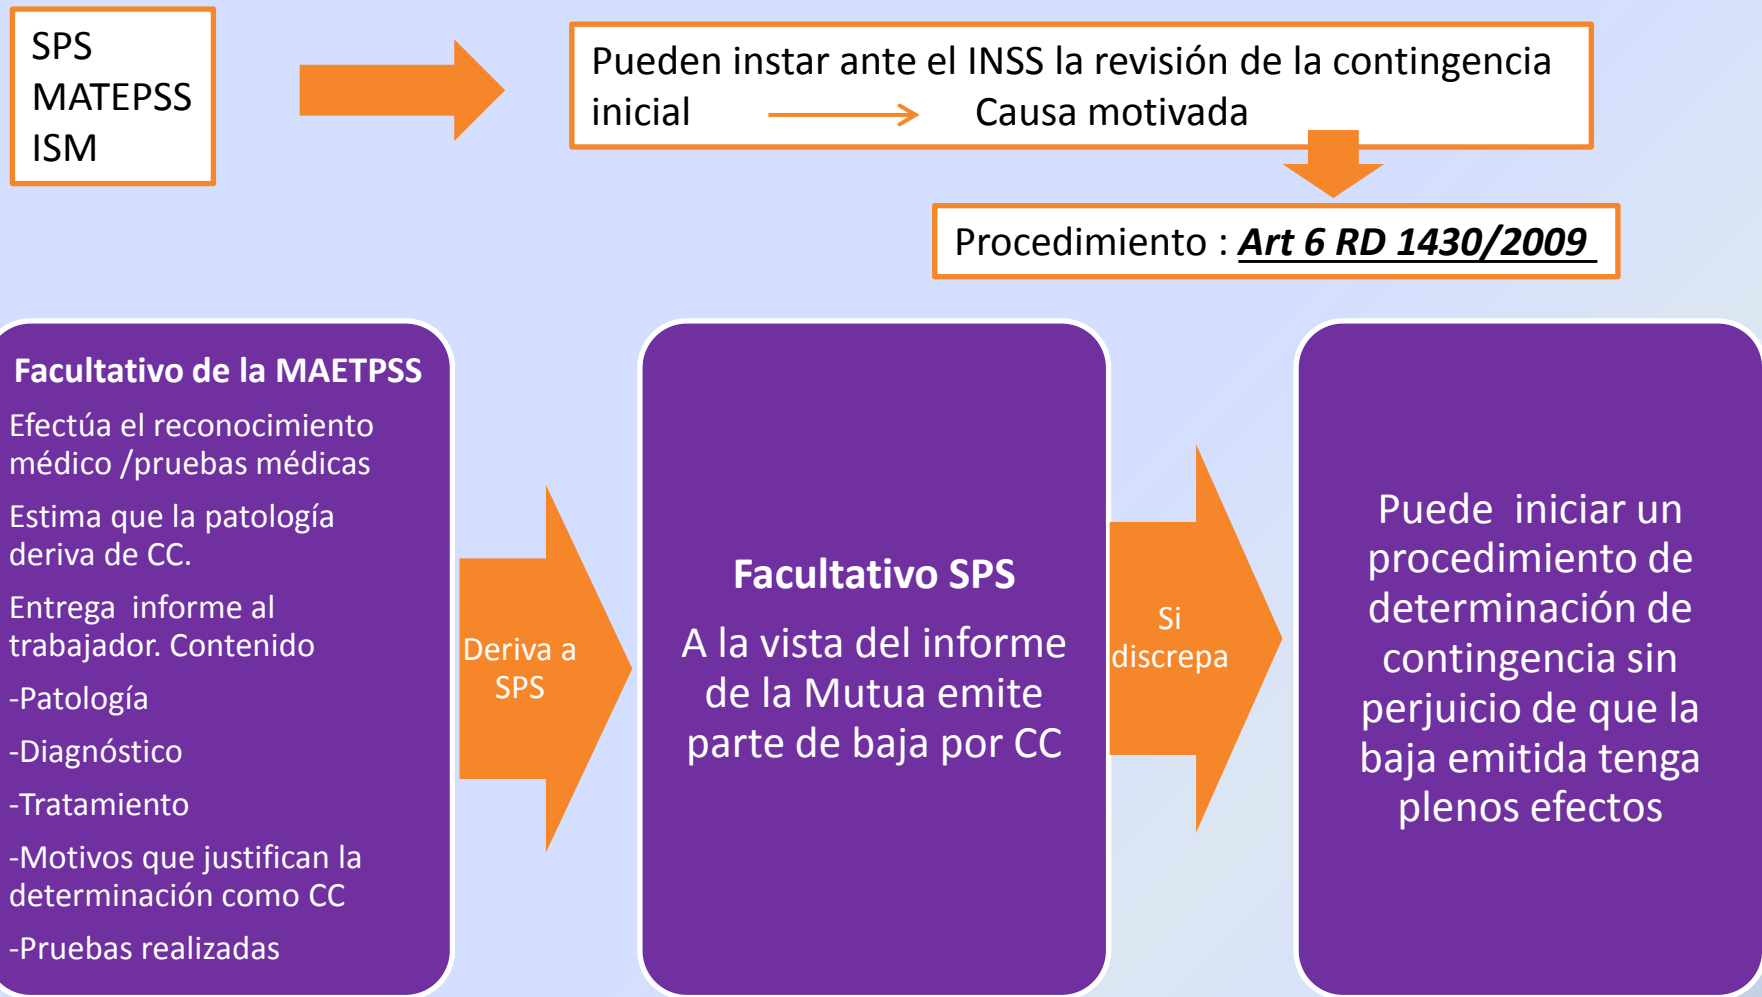 SPS
MATEPSS
ISM
Pueden instar ante el INSS la revisión de la contingencia
inicial Causa motivada
Procedimiento : Art 6 RD 1430/2009
Facultativo de la MAETPSS
Efectúa el reconocimiento
médico /pruebas médicas
Estima que la patología
deriva de CC.
Entrega informe al
trabajador. Contenido
-Patología
-Diagnóstico
-Tratamiento
-Motivos que justifican la
determinación como CC
-Pruebas realizadas
Deriva a
SPS
Facultativo SPS
A la vista del informe
de la Mutua emite
parte de baja por CC
Si
discrepa
Puede iniciar un
procedimiento de
determinación de
contingencia sin
perjuicio de que la
baja emitida tenga
plenos efectos